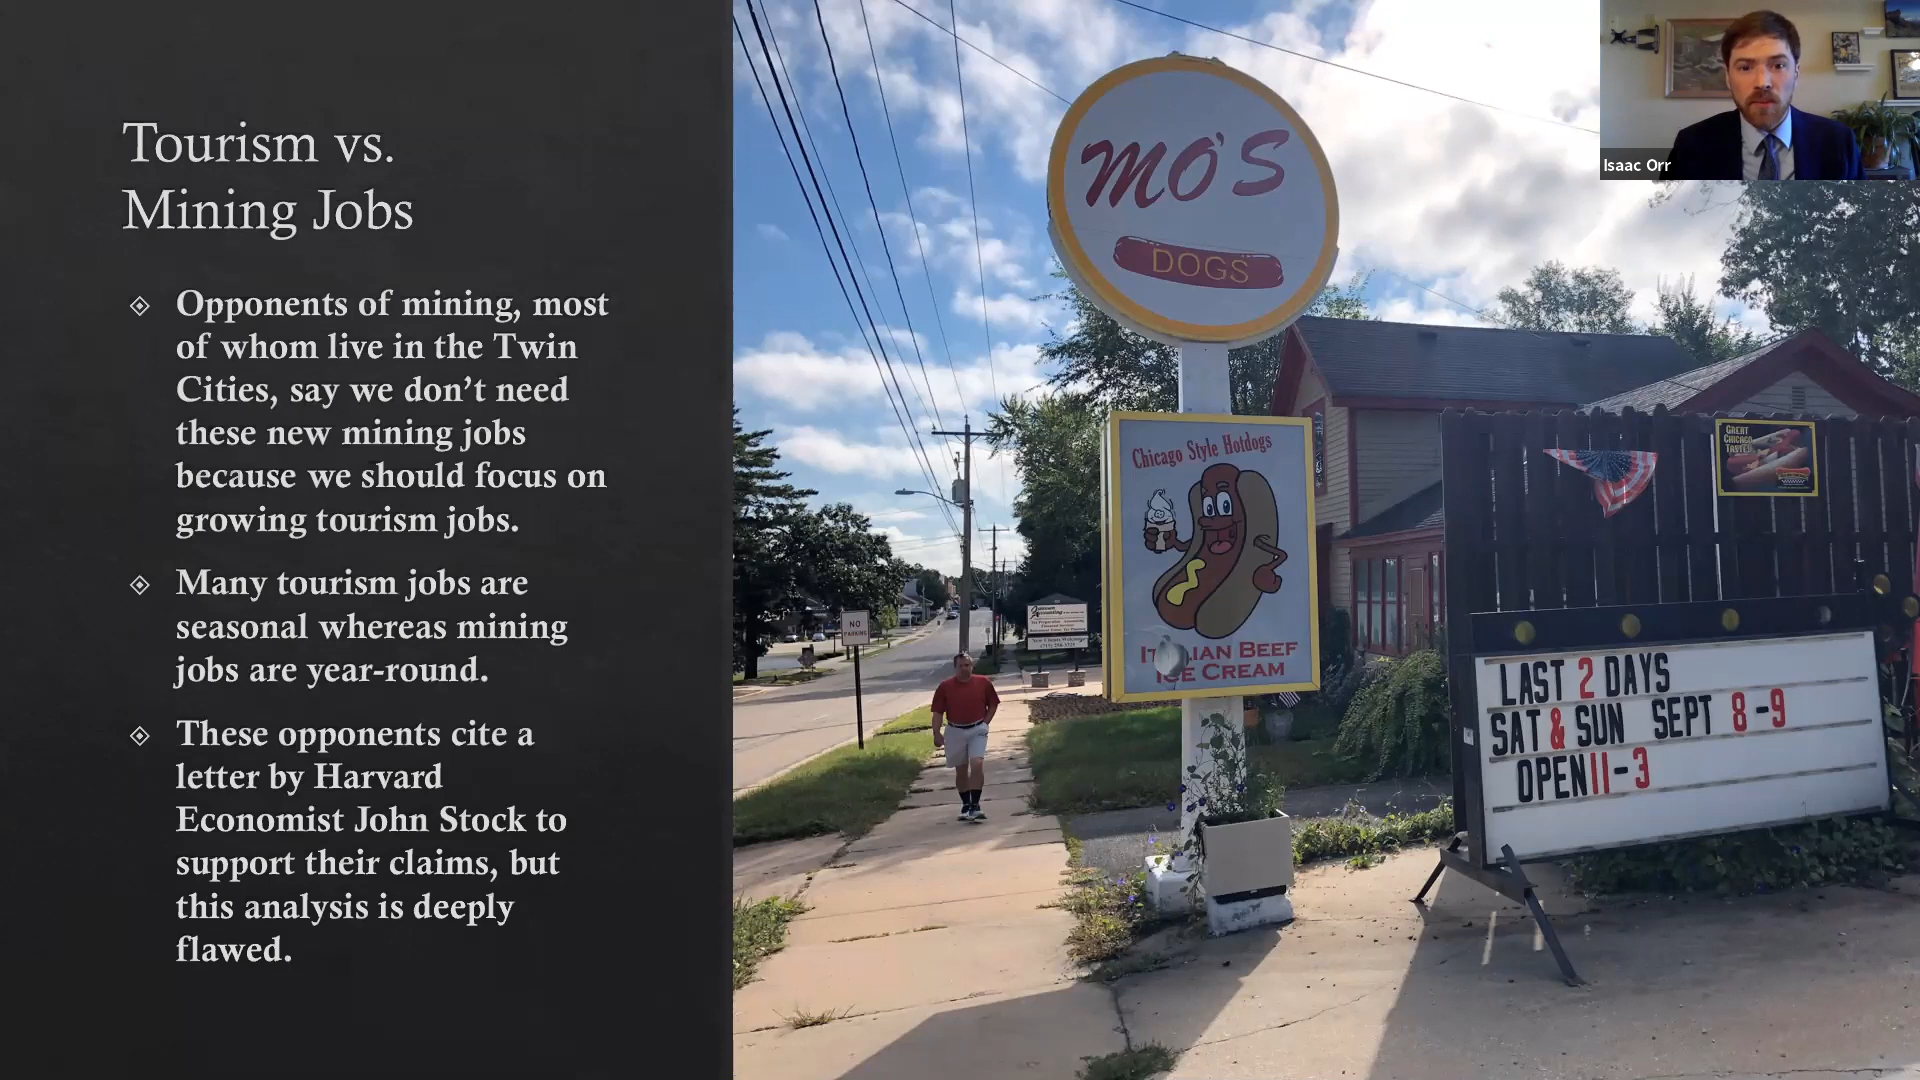 Tourism vs.
Mining Jobs
Opponents of mining, most
of whom live in the Twin
Cities, say we don’t need
these new mining jobs
because we should focus on
growing tourism jobs.
Many tourism jobs are
seasonal whereas mining
jobs are year-round.
These opponents cite a
letter by Harvard
Economist John Stock to
support their claims, but
this analysis is deeply
flawed.
MO'S
DOGS
Chicago Style Hotdogs
BEEF
ICE CREAM
NO
PARKING
GREAT
CHICAGO
TASTE!
LAST 2 DAYS
SAT & SUN SEPT 8-9
OPEN 11-3
Isaac Orr